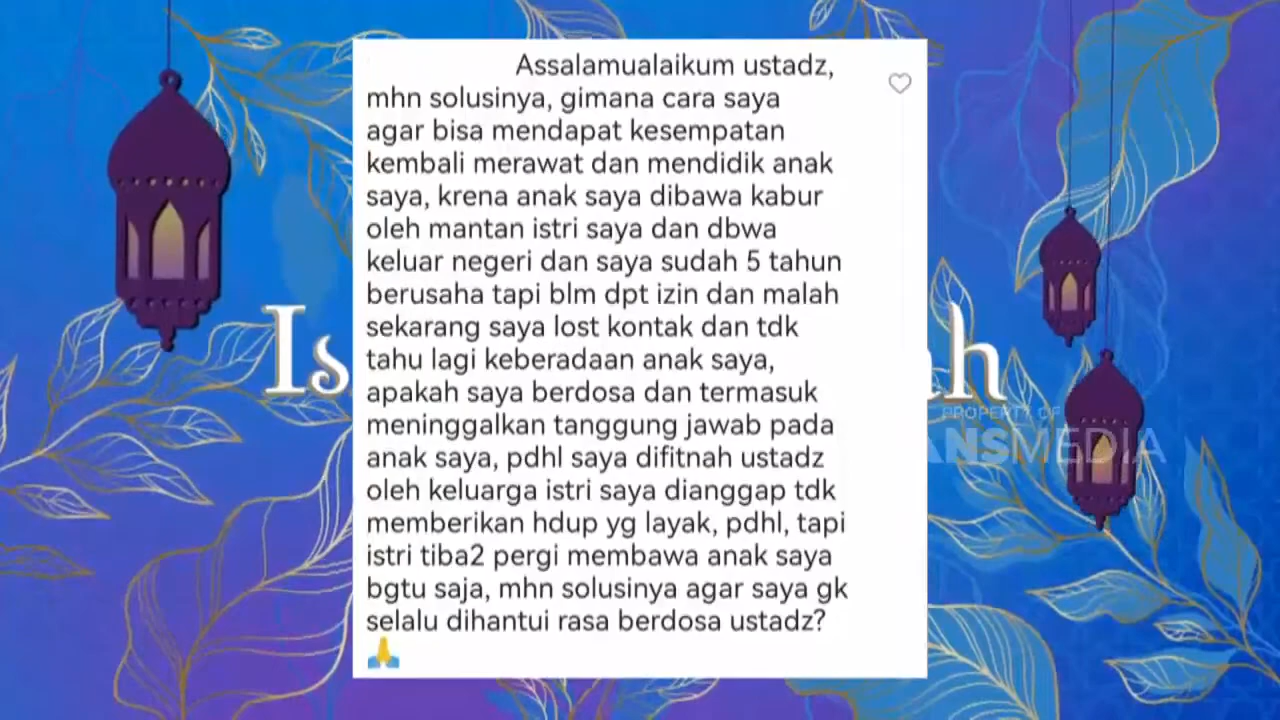 Assalamualaikum ustadz,
mhn solusinya, gimana cara saya
agar bisa mendapat kesempatan
kembali merawat dan mendidik anak
saya, krena anak saya dibawa kabur
oleh mantan istri saya dan dbwa
keluar negeri dan saya sudah 5 tahun
berusaha tapi blm dpt izin dan malah
sekarang saya lost kontak dan tdk
tahu lagi keberadaan anak saya,
apakah saya berdosa dan termasuk
meninggalkan tanggung jawab pada
anak saya, pdhl saya difitnah ustadz
oleh keluarga istri saya dianggap tdk
memberikan hdup yg layak, pdhl, tapi
istri tiba2 pergi membawa anak saya
bgtu saja, mhn solusinya agar saya gk
selalu dihantui rasa berdosa ustadz?
🙏
PROPERTY OF